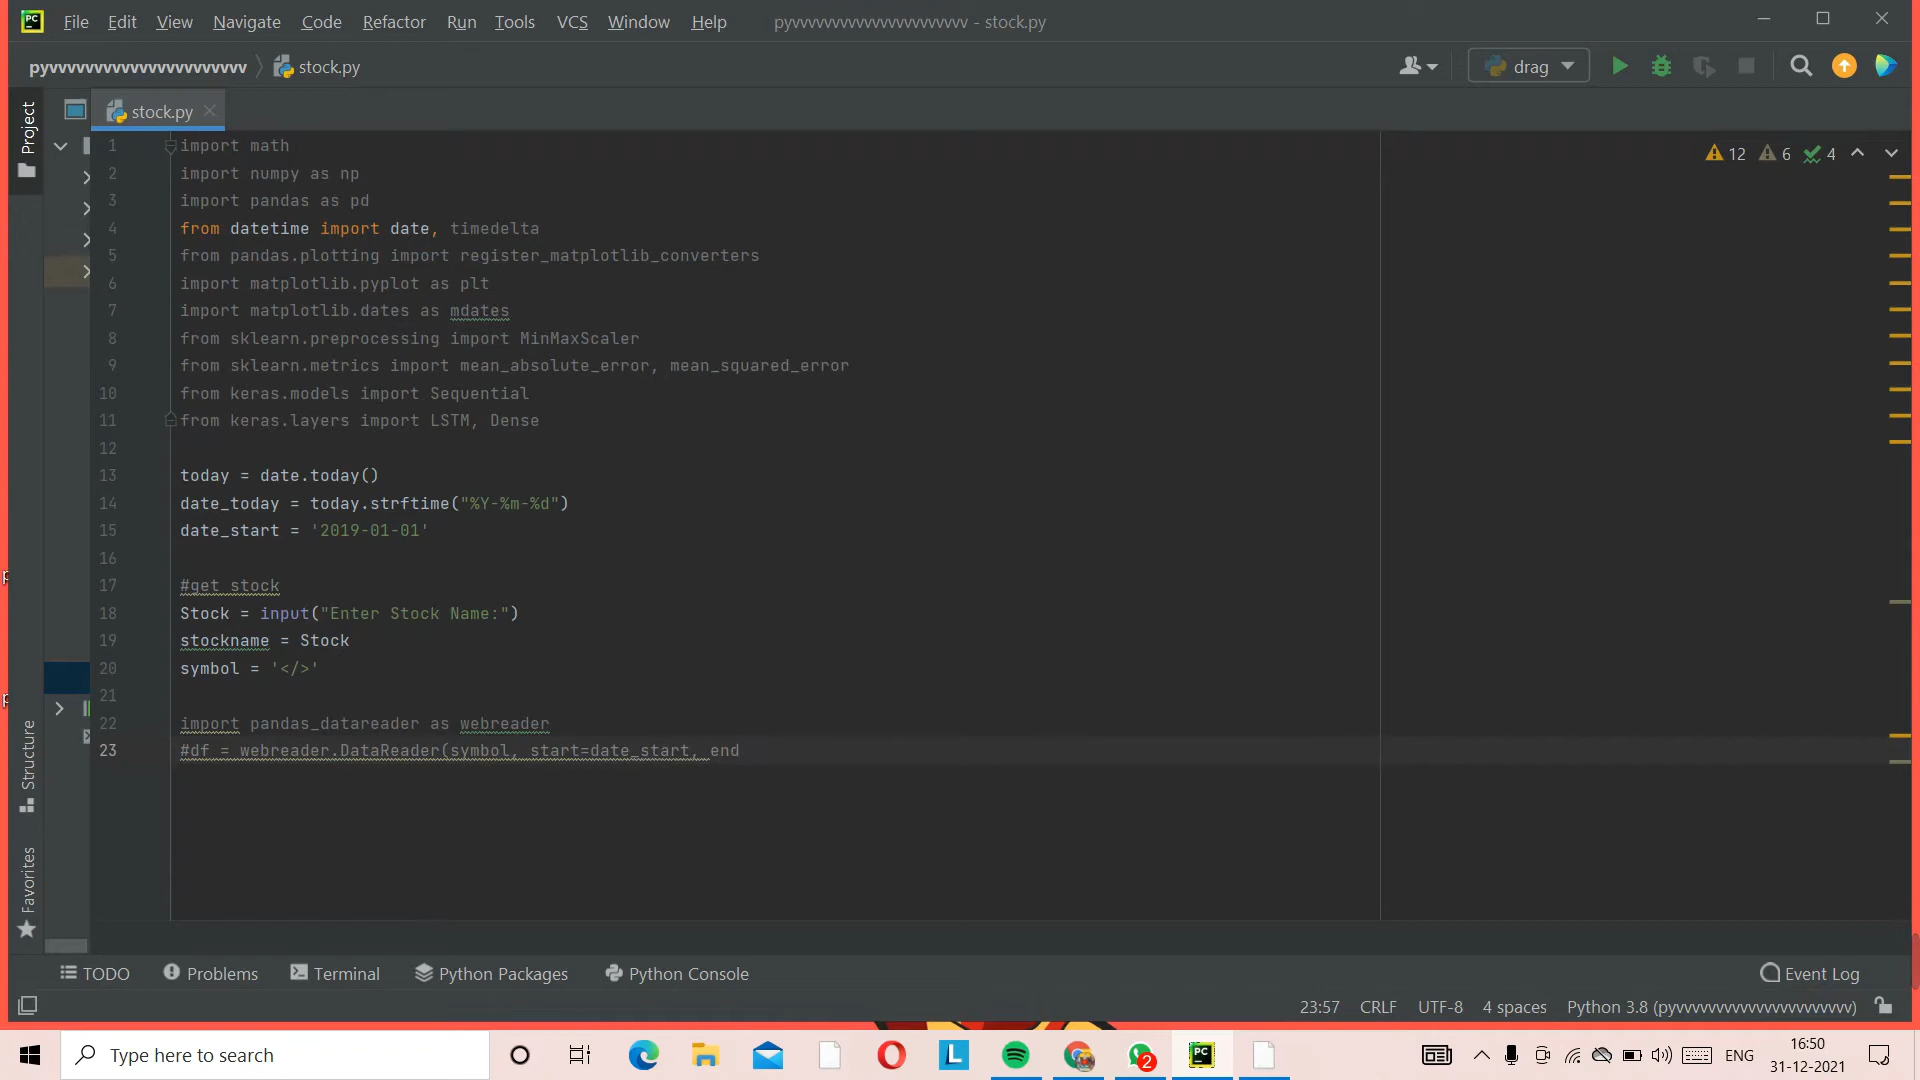 File Edit View Navigate Code Refactor Run Tools VCS Window Help pyvvvvvvvvvvvvvvvvvvvvvv - stock.py
pyvvvvvvvvvvvvvvvvvvvvvv stock.py drag
Project stock.py
12 6 4
1 import math
2 import numpy as np
3 import pandas as pd
4 from datetime import date, timedelta
5 from pandas.plotting import register_matplotlib_converters
6 import matplotlib.pyplot as plt
7 import matplotlib.dates as mdates
8 from sklearn.preprocessing import MinMaxScaler
9 from sklearn.metrics import mean_absolute_error, mean_squared_error
10 from keras.models import Sequential
11 from keras.layers import LSTM, Dense
12
13 today = date.today()
14 date_today = today.strftime("%Y-%m-%d")
15 date_start = '2019-01-01'
16
17 #get stock
18 Stock = input("Enter Stock Name:")
19 stockname = Stock
20 symbol = '</>'
21
22 import pandas_datareader as webreader
23 #df = webreader.DataReader(symbol, start=date_start, end
Structure
Favorites
TODO Problems Terminal Python Packages Python Console Event Log
23:57 CRLF UTF-8 4 spaces Python 3.8 (pyvvvvvvvvvvvvvvvvvvvvvv)
Type here to search L 2 PC ENG 16:50
31-12-2021